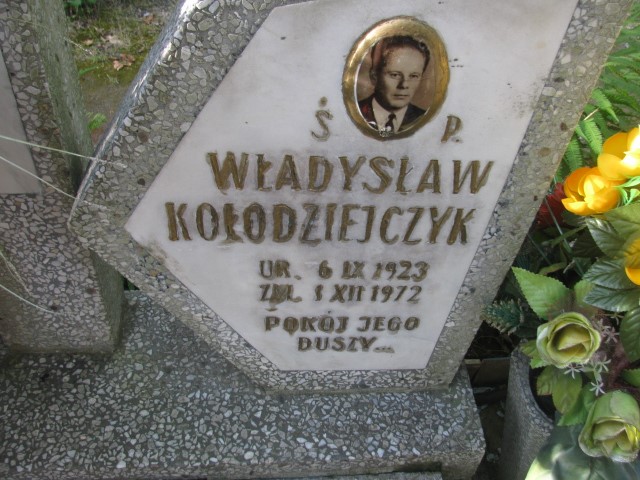 Ś P.
WŁADYSŁAW
KOŁODZIEJCZYK
UR. 6 IX 1923
ZM. 1 XII 1972
POKÓJ JEGO
DUSZY...